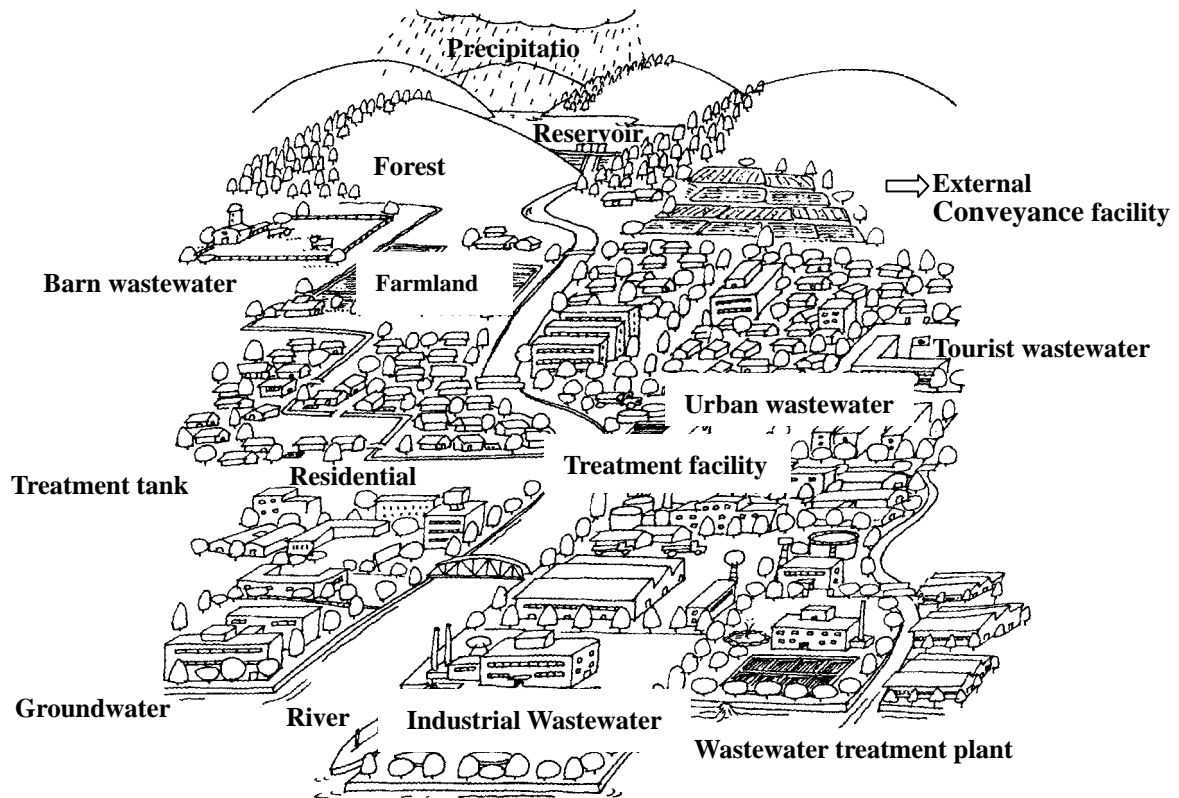 Precipitatio
Reservoir
Forest
External
Conveyance facility
Barn wastewater
Farmland
Tourist wastewater
Urban wastewater
Treatment facility
Residential
Treatment tank
Groundwater
River
Industrial Wastewater
Wastewater treatment plant